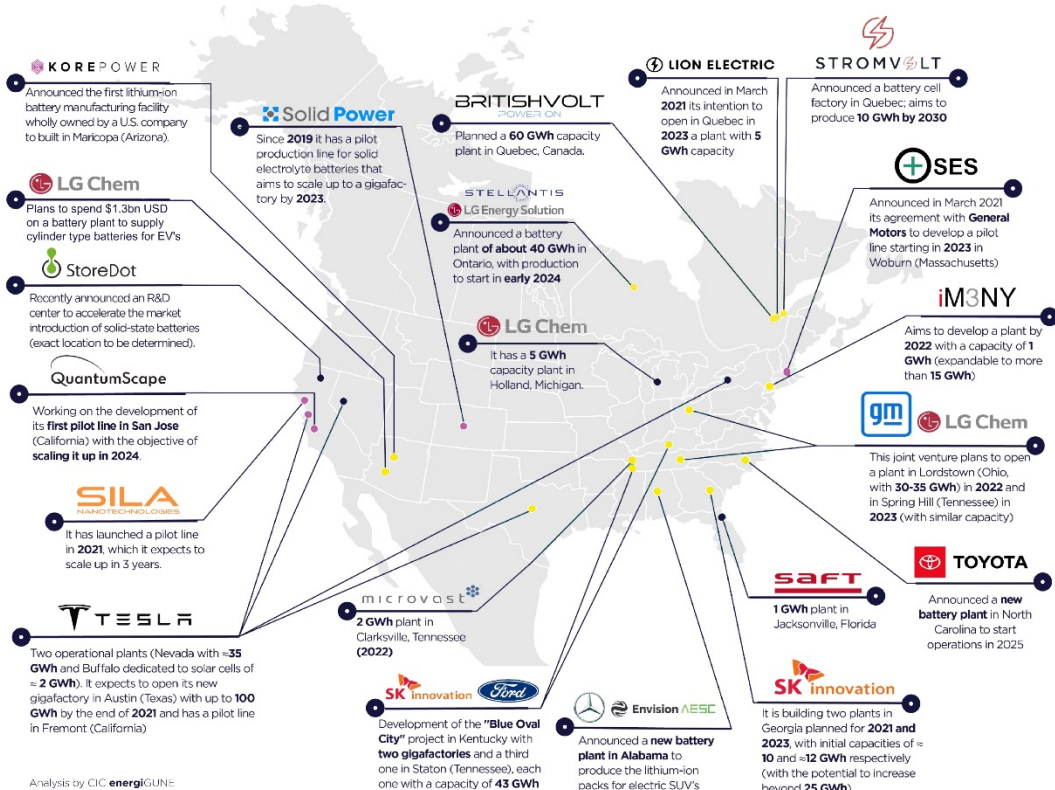 KOREPOWER
Announced the first lithium-ion
battery manufacturing facility
wholly owned by a U.S. company
to built in Maricopa (Arizona).
LG Chem
Plans to spend $1.3bn USD
on a battery plant to supply
cylinder type batteries for EV's
StoreDot
Recently announced an R&D
center to accelerate the market
introduction of solid-state batteries
(exact location to be determined).
QuantumScape
Working on the development of
its first pilot line in San Jose
(California) with the objective of
scaling it up in 2024.
SILA
NANOTECHNOLOGIES
It has launched a pilot line
in 2021, which it expects to
scale up in 3 years.
TESLA
Two operational plants (Nevada with ≈35
GWh and Buffalo dedicated to solar cells of
≈ 2 GWh). It expects to open its new
gigafactory in Austin (Texas) with up to 100
GWh by the end of 2021 and has a pilot line
in Fremont (California)
Analysis by CIC energiGUNE
Solid Power
Since 2019 it has a pilot
production line for solid
electrolyte batteries that
aims to scale up to a gigafac-
tory by 2023.
BRITISHVOLT
POWER ON
Planned a 60 GWh capacity
plant in Quebec, Canada.
STELLANTIS
LG Energy Solution
Announced a battery
plant of about 40 GWh in
Ontario, with production
to start in early 2024
LG Chem
It has a 5 GWh
capacity plant in
Holland, Michigan.
microvast
2 GWh plant in
Clarksville, Tennessee
(2022)
SK innovation
Ford
Development of the "Blue Oval
City" project in Kentucky with
two gigafactories and a third
one in Staton (Tennessee), each
one with a capacity of 43 GWh
Envision AESC
Announced a new battery
plant in Alabama to
produce the lithium-ion
packs for electric SUV's
LION ELECTRIC
Announced in March
2021 its intention to
open in Quebec in
2023 a plant with 5
GWh capacity
STROMVOLT
Announced a battery cell
factory in Quebec; aims to
produce 10 GWh by 2030
SES
Announced in March 2021
its agreement with General
Motors to develop a pilot
line starting in 2023 in
Woburn (Massachusetts)
iM3NY
Aims to develop a plant by
2022 with a capacity of 1
GWh (expandable to more
than 15 GWh)
gm
LG Chem
This joint venture plans to open
a plant in Lordstown (Ohio,
with 30-35 GWh) in 2022 and
in Spring Hill (Tennessee) in
2023 (with similar capacity)
TOYOTA
Announced a new
battery plant in North
Carolina to start
operations in 2025
saft
1 GWh plant in
Jacksonville, Florida
SK innovation
It is building two plants in
Georgia planned for 2021 and
2023, with initial capacities of ≈
10 and ≈12 GWh respectively
(with the potential to increase
beyond 25 GWh)